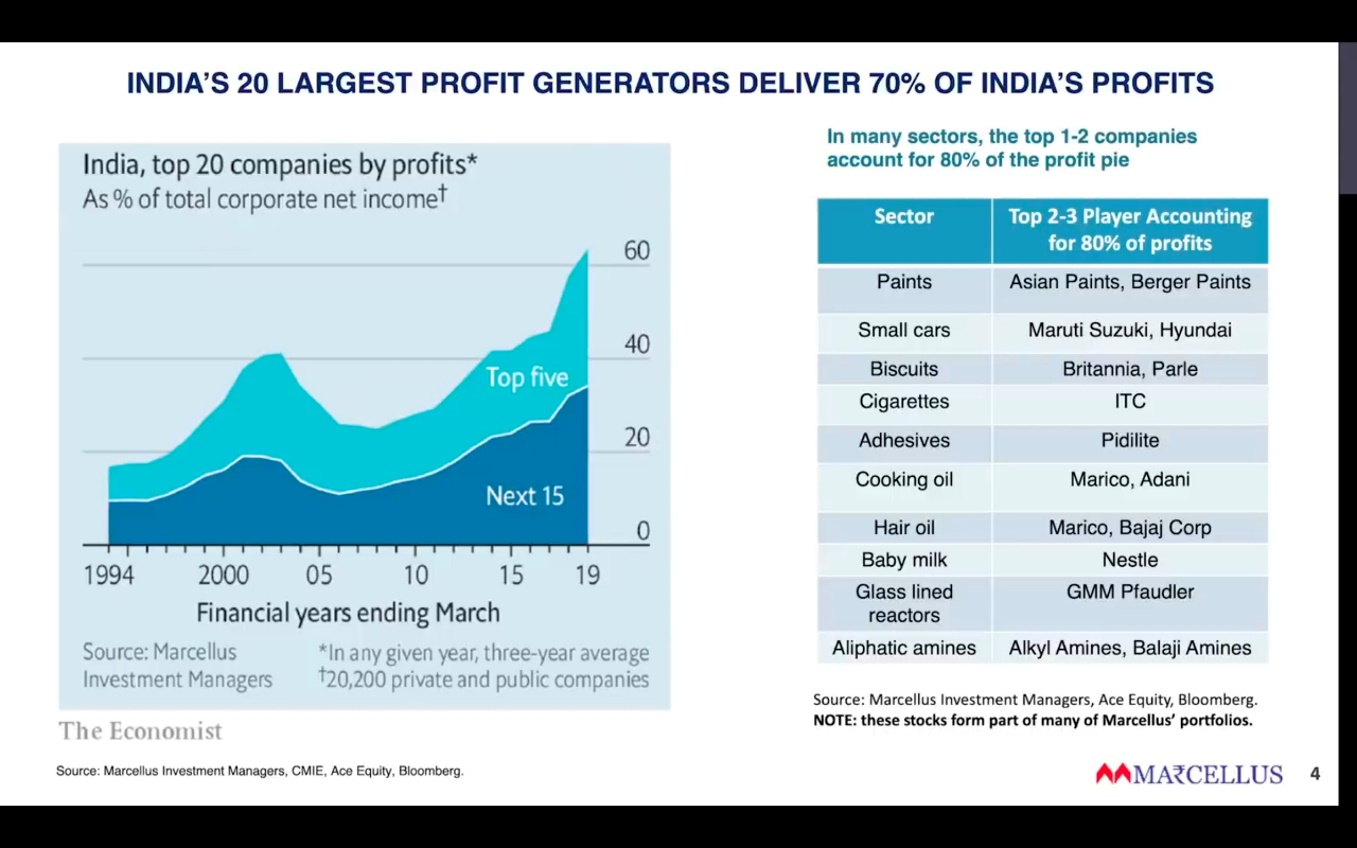 INDIA'S 20 LARGEST PROFIT GENERATORS DELIVER 70% OF INDIA'S PROFITS
India, top 20 companies by profits*
As % of total corporate net income†
60
40
20
0
Top five
Next 15
1994 2000 05 10 15 19
Financial years ending March
Source: Marcellus
Investment Managers
*In any given year, three-year average
†20,200 private and public companies
The Economist
Source: Marcellus Investment Managers, CMIE, Ace Equity, Bloomberg.
In many sectors, the top 1-2 companies
account for 80% of the profit pie
Sector
Top 2-3 Player Accounting
for 80% of profits
Paints Asian Paints, Berger Paints
Small cars Maruti Suzuki, Hyundai
Biscuits Britannia, Parle
Cigarettes ITC
Adhesives Pidilite
Cooking oil Marico, Adani
Hair oil Marico, Bajaj Corp
Baby milk Nestle
Glass lined
reactors
GMM Pfaudler
Aliphatic amines Alkyl Amines, Balaji Amines
Source: Marcellus Investment Managers, Ace Equity, Bloomberg.
NOTE: these stocks form part of many of Marcellus' portfolios.
MA₹CELLUS 4